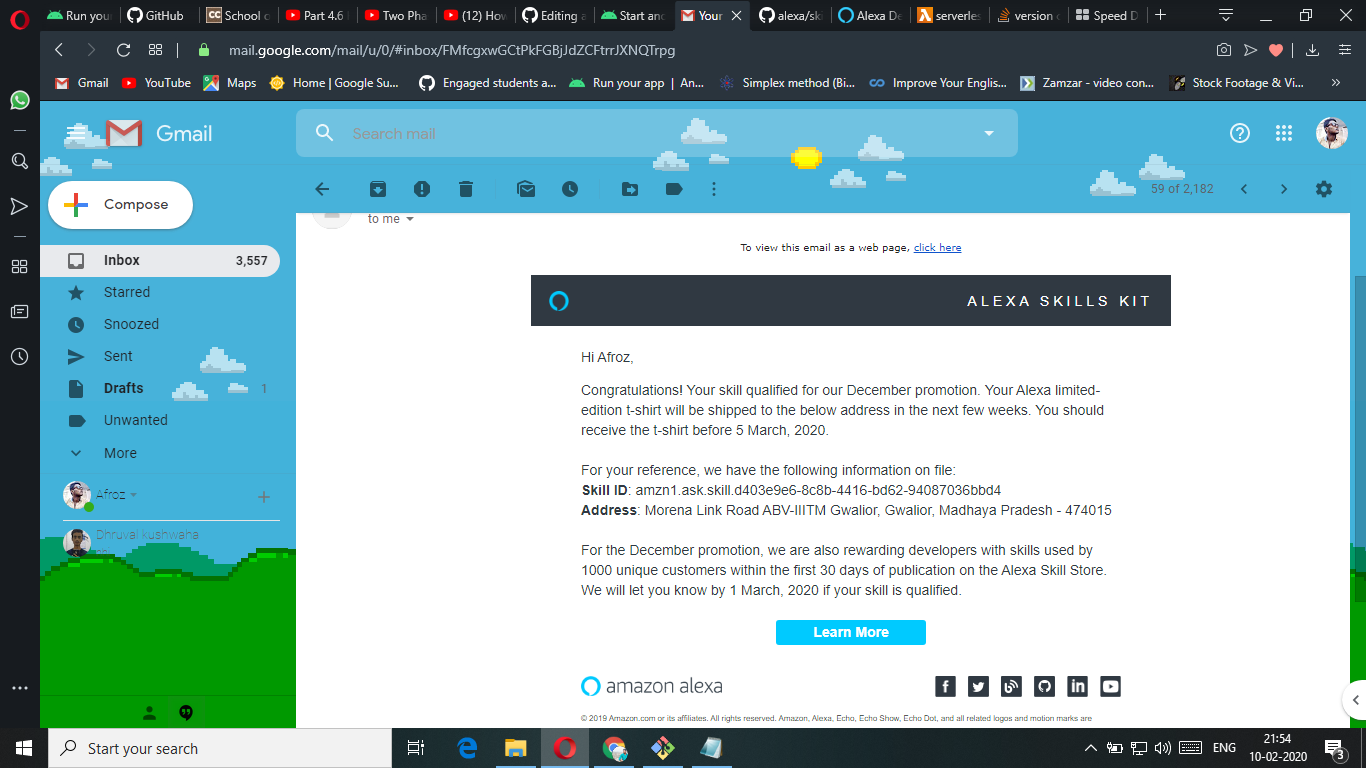 Run your
GitHub
CC School o
Part 4.6
Two Pha
(12) How
Editing a
Start and
Your
alexa/ski
Alexa De
serverles
version c
Speed D
mail.google.com/mail/u/0/#inbox/FMfcgxwGCtPkFGBjJdZCFtrrJXNQTrpg
Gmail
YouTube
Maps
Home | Google Su...
Engaged students a...
Run your app | An...
Simplex method (Bi...
Improve Your Englis...
Zamzar - video con...
Stock Footage & Vi...
Gmail
Search mail
59 of 2,182
Compose
to me
Inbox 3,557
Starred
Snoozed
Sent
Drafts 1
Unwanted
More
Afroz
Dhruval kushwaha
To view this email as a web page, click here
ALEXA SKILLS KIT
Hi Afroz,
Congratulations! Your skill qualified for our December promotion. Your Alexa limited-
edition t-shirt will be shipped to the below address in the next few weeks. You should
receive the t-shirt before 5 March, 2020.
For your reference, we have the following information on file:
Skill ID: amzn1.ask.skill.d403e9e6-8c8b-4416-bd62-94087036bbd4
Address: Morena Link Road ABV-IIITM Gwalior, Gwalior, Madhaya Pradesh - 474015
For the December promotion, we are also rewarding developers with skills used by
1000 unique customers within the first 30 days of publication on the Alexa Skill Store.
We will let you know by 1 March, 2020 if your skill is qualified.
Learn More
amazon alexa
© 2019 Amazon.com or its affiliates. All rights reserved. Amazon, Alexa, Echo, Echo Show, Echo Dot, and all related logos and motion marks are
Start your search
ENG
21:54
10-02-2020
3